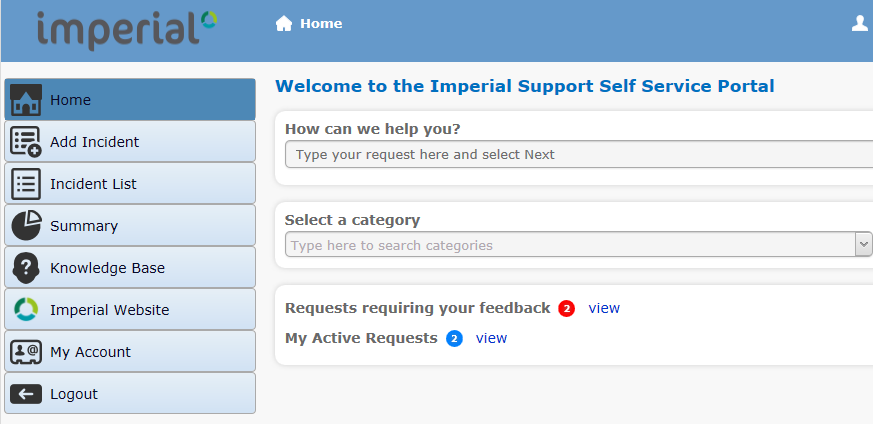 imperial
Home
Home
Add Incident
Incident List
Summary
Knowledge Base
Imperial Website
My Account
Logout
Welcome to the Imperial Support Self Service Portal
How can we help you?
Type your request here and select Next
Select a category
Type here to search categories
Requests requiring your feedback 2 view
My Active Requests 2 view